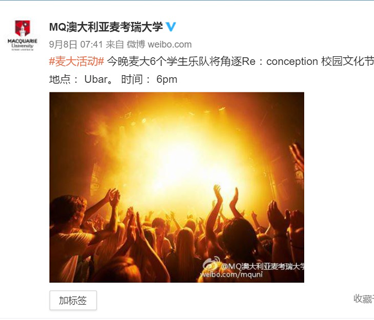 MACQUARIE
University
MQ澳大利亚麦考瑞大学
9月8日 07:41 来自 微博 weibo.com
#麦大活动# 今晚麦大6个学生乐队将角逐Re：conception 校园文化节
地点： Ubar。 时间： 6pm
@MQ澳大利亚麦考瑞大学
weibo.com/mquni
加标签
收藏